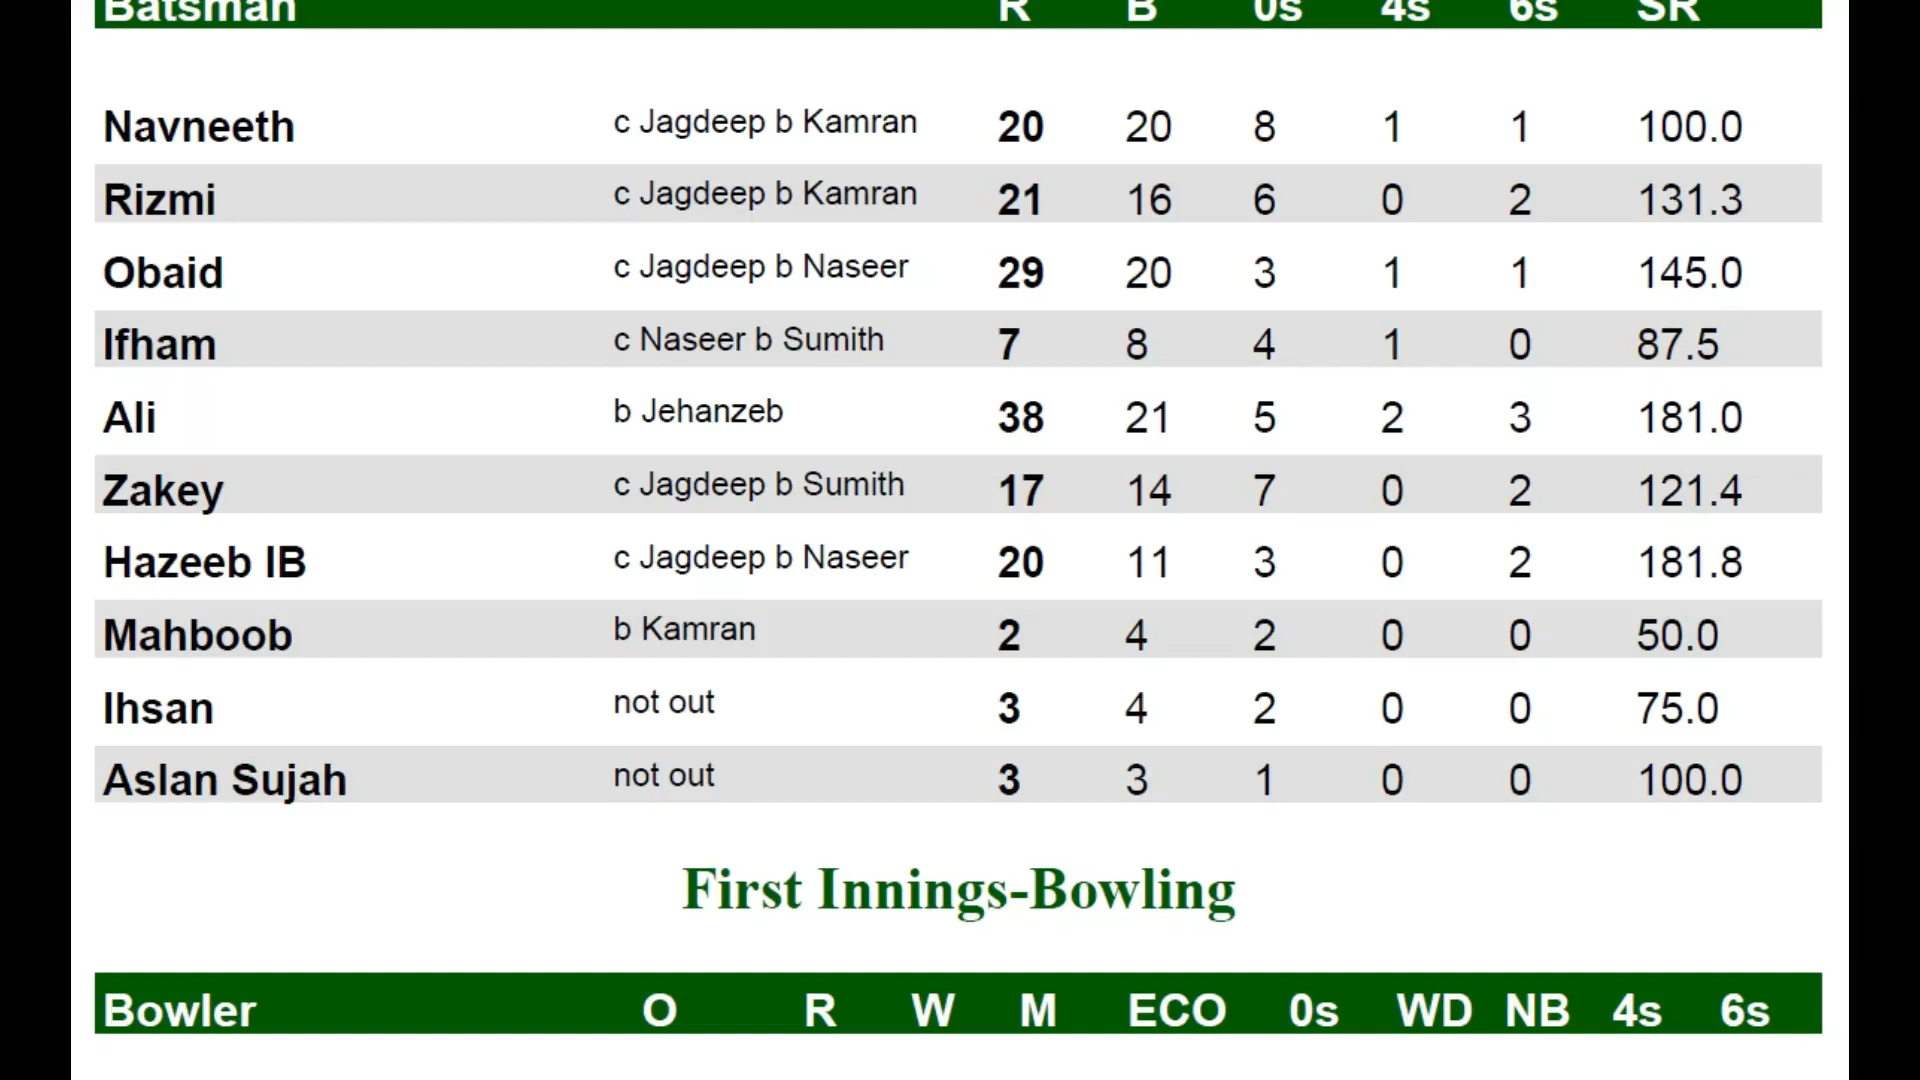 Batsman R B 0s 4s 6s SR
Navneeth c Jagdeep b Kamran 20 20 8 1 1 100.0
Rizmi c Jagdeep b Kamran 21 16 6 0 2 131.3
Obaid c Jagdeep b Naseer 29 20 3 1 1 145.0
Ifham c Naseer b Sumith 7 8 4 1 0 87.5
Ali b Jehanzeb 38 21 5 2 3 181.0
Zakey c Jagdeep b Sumith 17 14 7 0 2 121.4
Hazeeb IB c Jagdeep b Naseer 20 11 3 0 2 181.8
Mahboob b Kamran 2 4 2 0 0 50.0
Ihsan not out 3 4 2 0 0 75.0
Aslan Sujah not out 3 3 1 0 0 100.0
First Innings-Bowling
Bowler O R W M ECO 0s WD NB 4s 6s